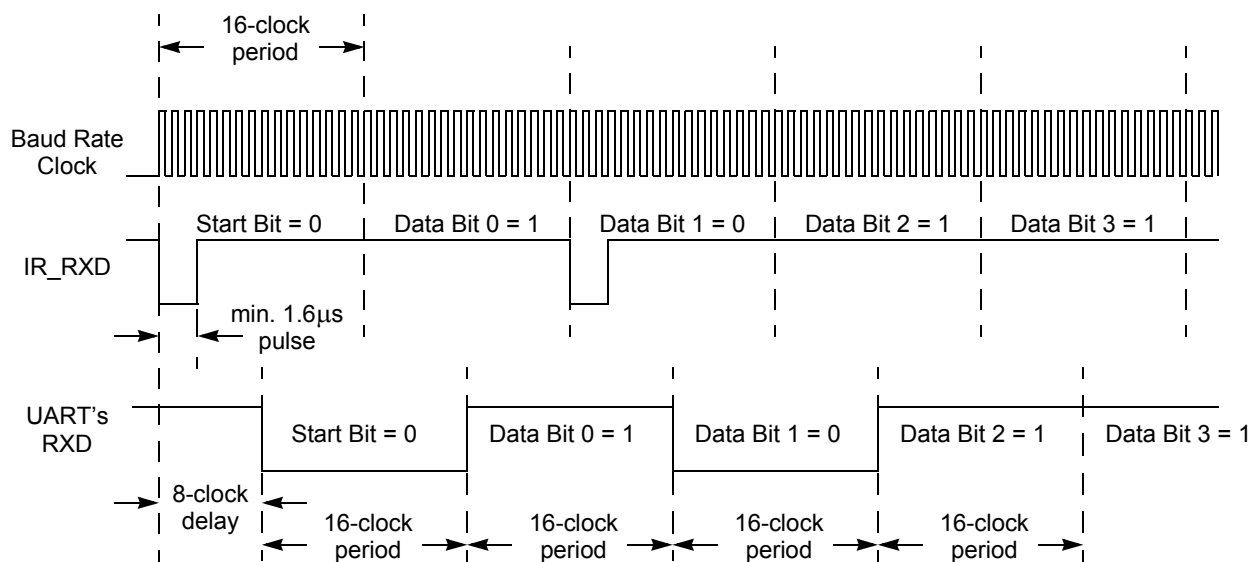 16-clock
period
Baud Rate
Clock
Start Bit = 0
Data Bit 0 = 1
Data Bit 1 = 0
Data Bit 2 = 1
Data Bit 3 = 1
IR_RXD
min. 1.6μs
pulse
UART's
RXD
Start Bit = 0
Data Bit 0 = 1
Data Bit 1 = 0
Data Bit 2 = 1
Data Bit 3 = 1
8-clock
delay
16-clock
period
16-clock
period
16-clock
period
16-clock
period